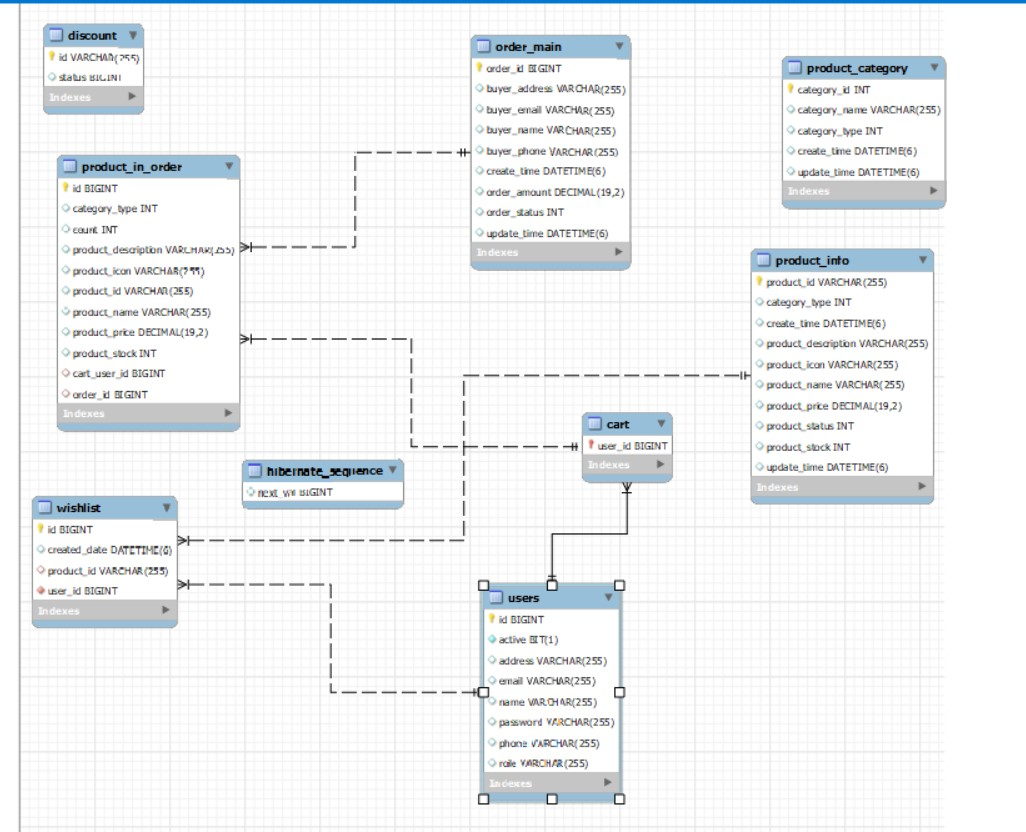 discount
id VARCHAR(255)
status BIGINT
Indexes
order_main
order_id BIGINT
buyer_address VARCHAR(255)
buyer_email VARCHAR(255)
buyer_name VARCHAR(255)
buyer_phone VARCHAR(255)
create_time DATETIME(6)
order_amount DECIMAL(19,2)
order_status INT
update_time DATETIME(6)
Indexes
product_category
category_id INT
category_name VARCHAR(255)
category_type INT
create_time DATETIME(6)
update_time DATETIME(6)
Indexes
product_in_order
id BIGINT
category_type INT
count INT
product_description VARCHAR(255)
product_icon VARCHAR(255)
product_id VARCHAR(255)
product_name VARCHAR(255)
product_price DECIMAL(19,2)
product_stock INT
cart_user_id BIGINT
order_id BIGINT
Indexes
product_info
product_id VARCHAR(255)
category_type INT
create_time DATETIME(6)
product_description VARCHAR(255)
product_icon VARCHAR(255)
product_name VARCHAR(255)
product_price DECIMAL(19,2)
product_status INT
product_stock INT
update_time DATETIME(6)
Indexes
cart
user_id BIGINT
Indexes
hibernate_sequence
BIGINT
wishlist
id BIGINT
created_date DATETIME(6)
product_id VARCHAR(255)
user_id BIGINT
Indexes
users
id BIGINT
active BIT(1)
address VARCHAR(255)
email VARCHAR(255)
name VARCHAR(255)
password VARCHAR(255)
phone VARCHAR(255)
role VARCHAR(255)
Indexes